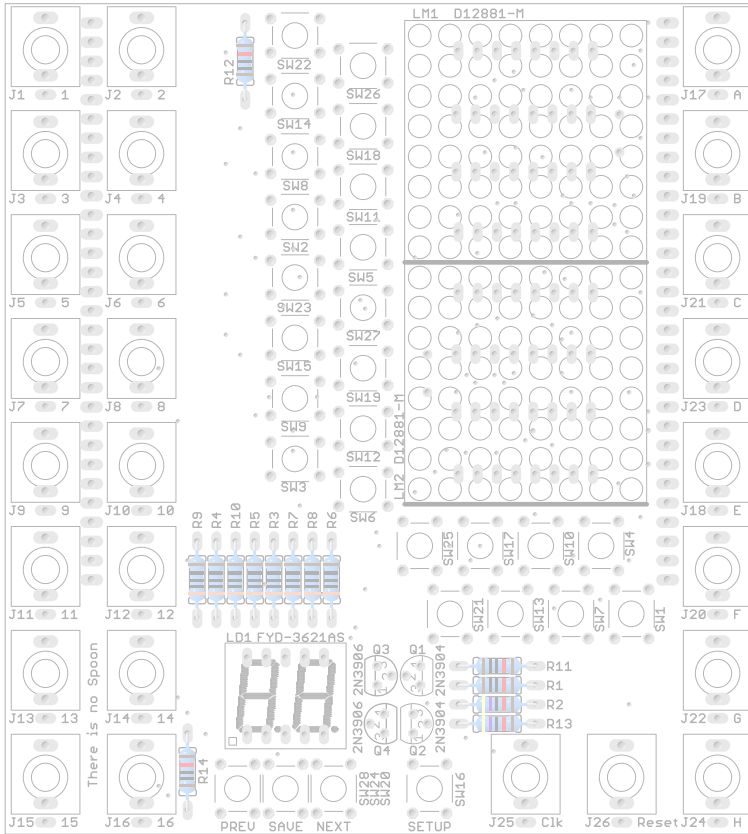 LM1 D12881-M
R12
SW22
SW26
J1 1 J2 2
J17 A
SW14
SW18
SW8
J3 3 J4 4
J19 B
SW11
SW2
SW5
J5 5 J6 6
SW23
J21 C
SW27
SW15
SW19
J7 7 J8 8
J23 D
LM2 D12881-M
SW9
SW12
SW3
J9 9 J10 10
SW6
J18 E
R9 R4 R10 R5 R3 R7 R8 R6
SW25 SW17 SW10 SW4
J11 11 J12 12
SW21 SW13 SW7 SW1
J20 F
LD1 FYD-3621AS
Q3 Q1
2N3906 2N3904
R11
R1
R2
R13
J13 13 J14 14
J22 G
There is no Spoon
2N3906 2N3904
Q4 Q2
R14
SW28
SW24
SW20
SW16
J15 15 J16 16
PREV SAVE NEXT SETUP
J25 Clk J26 Reset J24 H